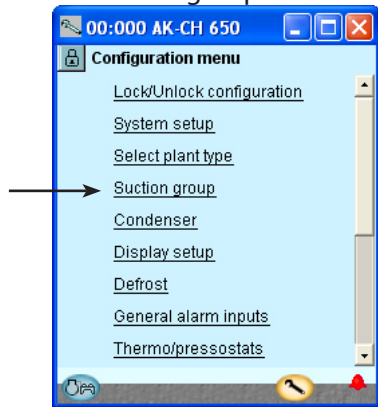 00:000 AK-CH 650
Configuration menu
Lock/Unlock configuration
System setup
Select plant type
Suction group
Condenser
Display setup
Defrost
General alarm inputs
Thermo/pressostats